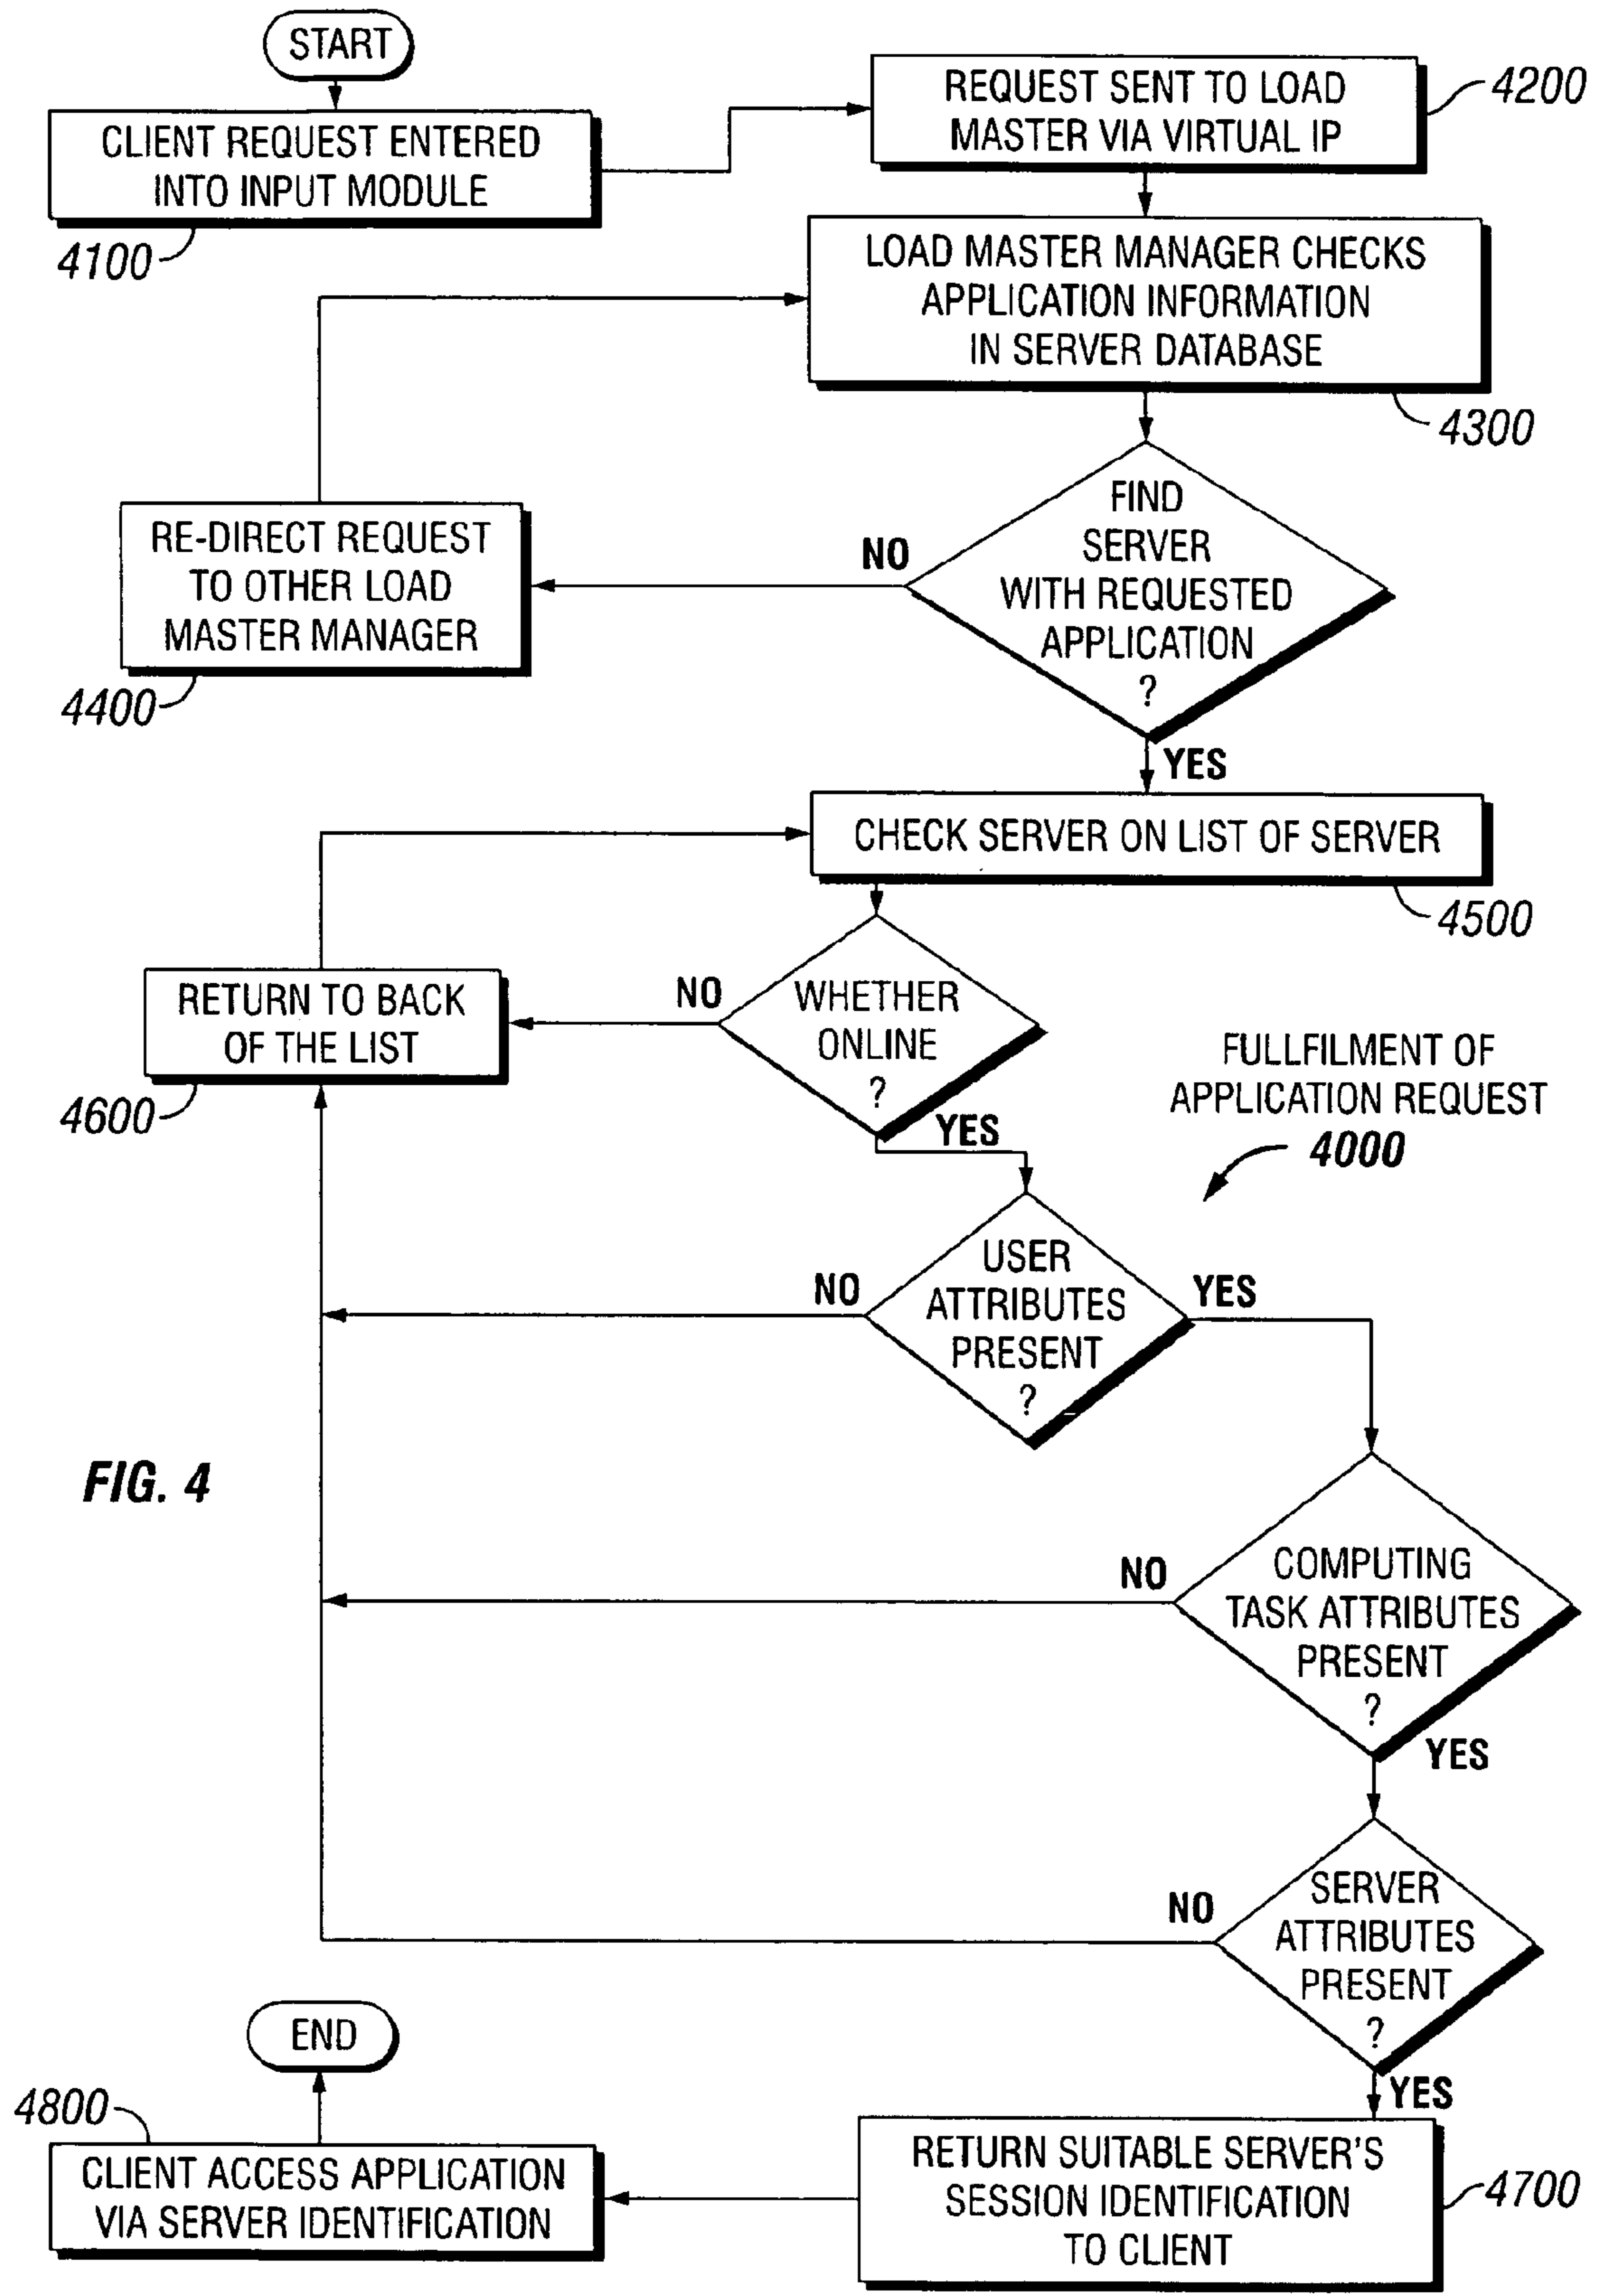 START
CLIENT REQUEST ENTERED
INTO INPUT MODULE
4100
REQUEST SENT TO LOAD
MASTER VIA VIRTUAL IP
4200
LOAD MASTER MANAGER CHECKS
APPLICATION INFORMATION
IN SERVER DATABASE
4300
FIND
SERVER
WITH REQUESTED
APPLICATION
?
NO
RE-DIRECT REQUEST
TO OTHER LOAD
MASTER MANAGER
4400
YES
CHECK SERVER ON LIST OF SERVER
4500
WHETHER
ONLINE
?
NO
RETURN TO BACK
OF THE LIST
4600
YES
FULLFILMENT OF
APPLICATION REQUEST
4000
USER
ATTRIBUTES
PRESENT
?
NO
YES
FIG. 4
COMPUTING
TASK ATTRIBUTES
PRESENT
?
NO
YES
SERVER
ATTRIBUTES
PRESENT
?
NO
YES
RETURN SUITABLE SERVER'S
SESSION IDENTIFICATION
TO CLIENT
4700
CLIENT ACCESS APPLICATION
VIA SERVER IDENTIFICATION
4800
END